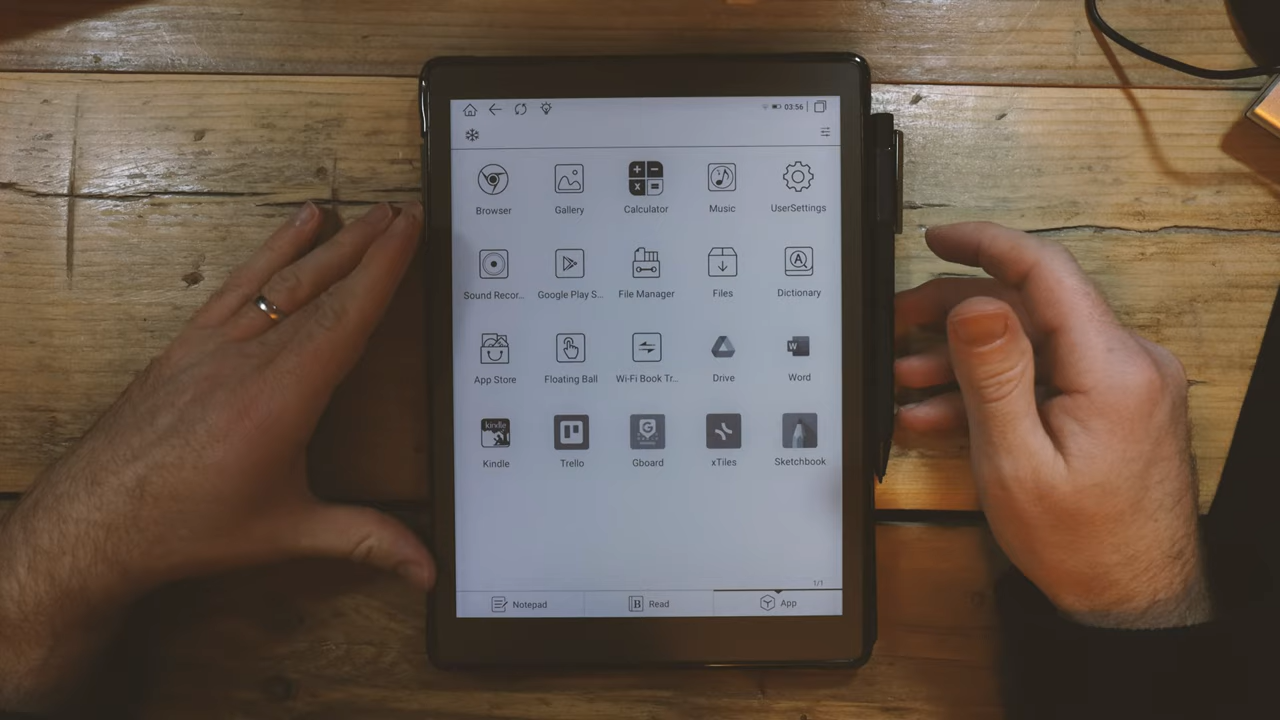 03:56
Browser Gallery Calculator Music UserSettings
Sound Recor... Google Play S... File Manager Files Dictionary
App Store Floating Ball Wi-Fi Book Tr... Drive Word
kindle
Kindle Trello Gboard xTiles Sketchbook
1/1
Notepad Read App